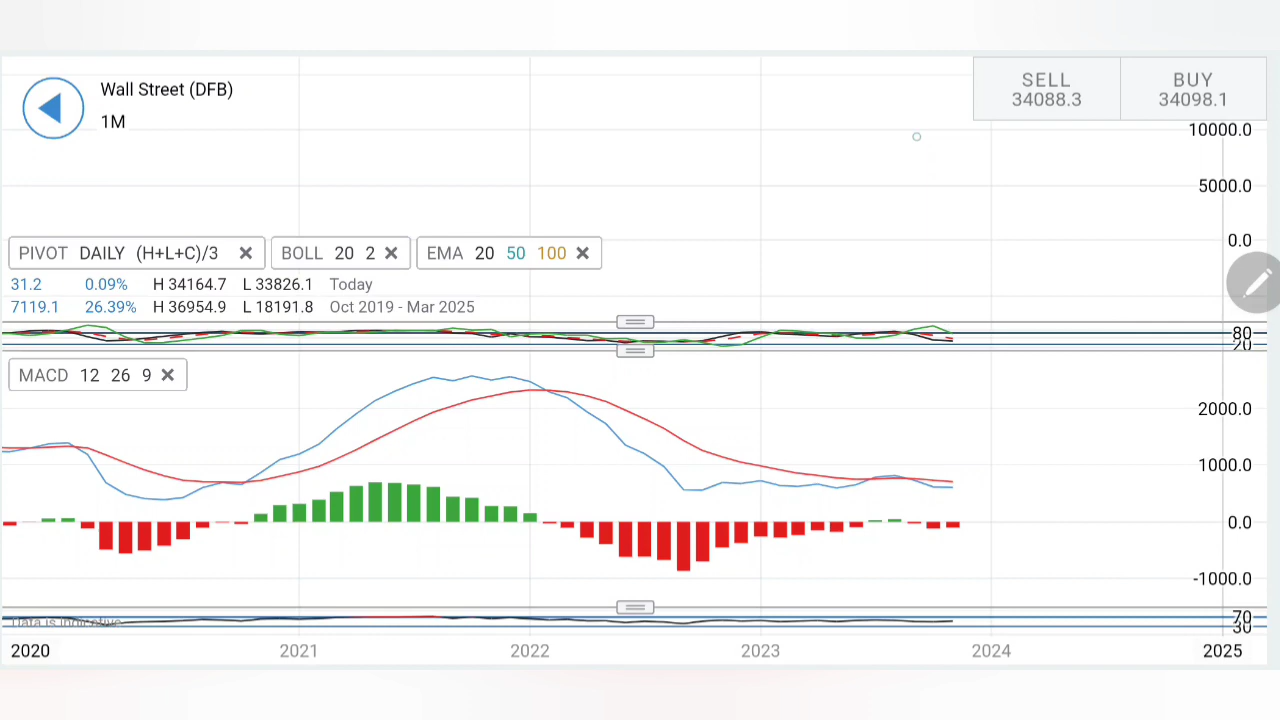 Wall Street (DFB)
1M
SELL
34088.3
BUY
34098.1
10000.0
5000.0
0.0
PIVOT DAILY (H+L+C)/3
BOLL 20 2
EMA 20 50 100
31.2 0.09% H 34164.7 L 33826.1 Today
7119.1 26.39% H 36954.9 L 18191.8 Oct 2019 - Mar 2025
80
20
MACD 12 26 9
2000.0
1000.0
0.0
-1000.0
Data is indicative
70
30
2020 2021 2022 2023 2024 2025